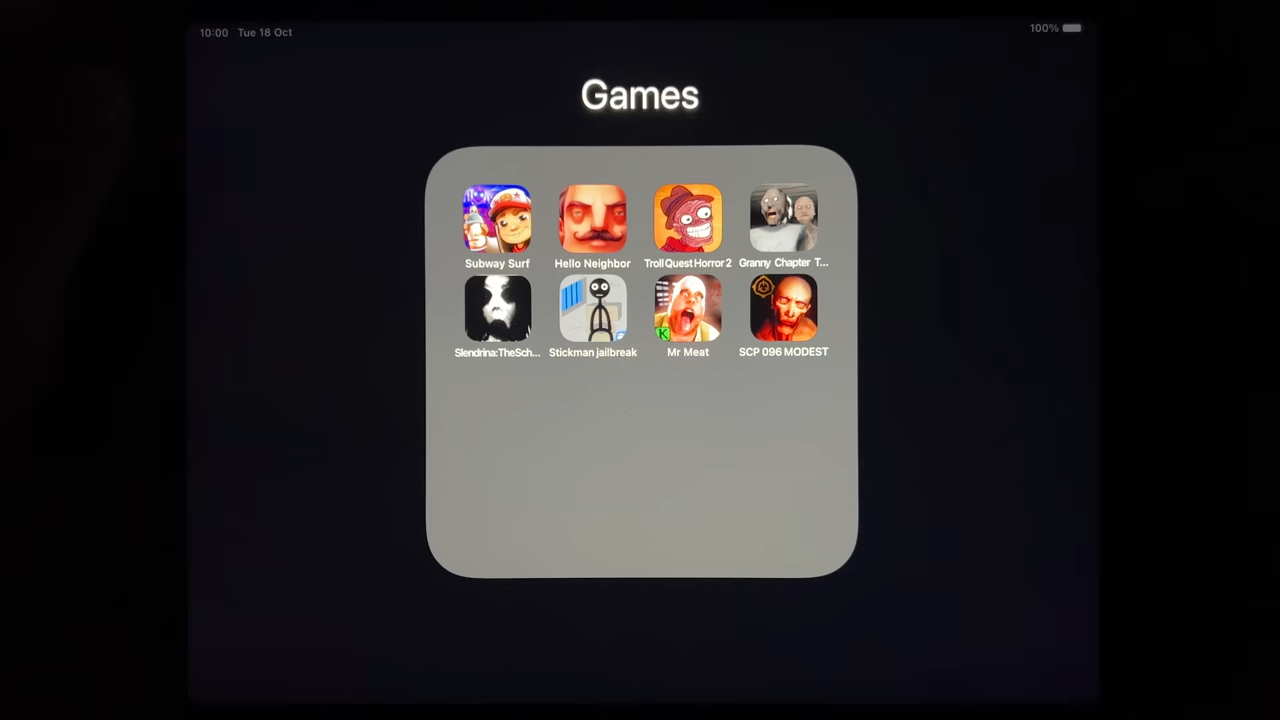 10:00 Tue 18 Oct
100%
Games
Subway Surf
Hello Neighbor
TrollQuestHorror2
Granny Chapter T...
Slendrina:TheSch...
Stickman jailbreak
Mr Meat
SCP 096 MODEST
K